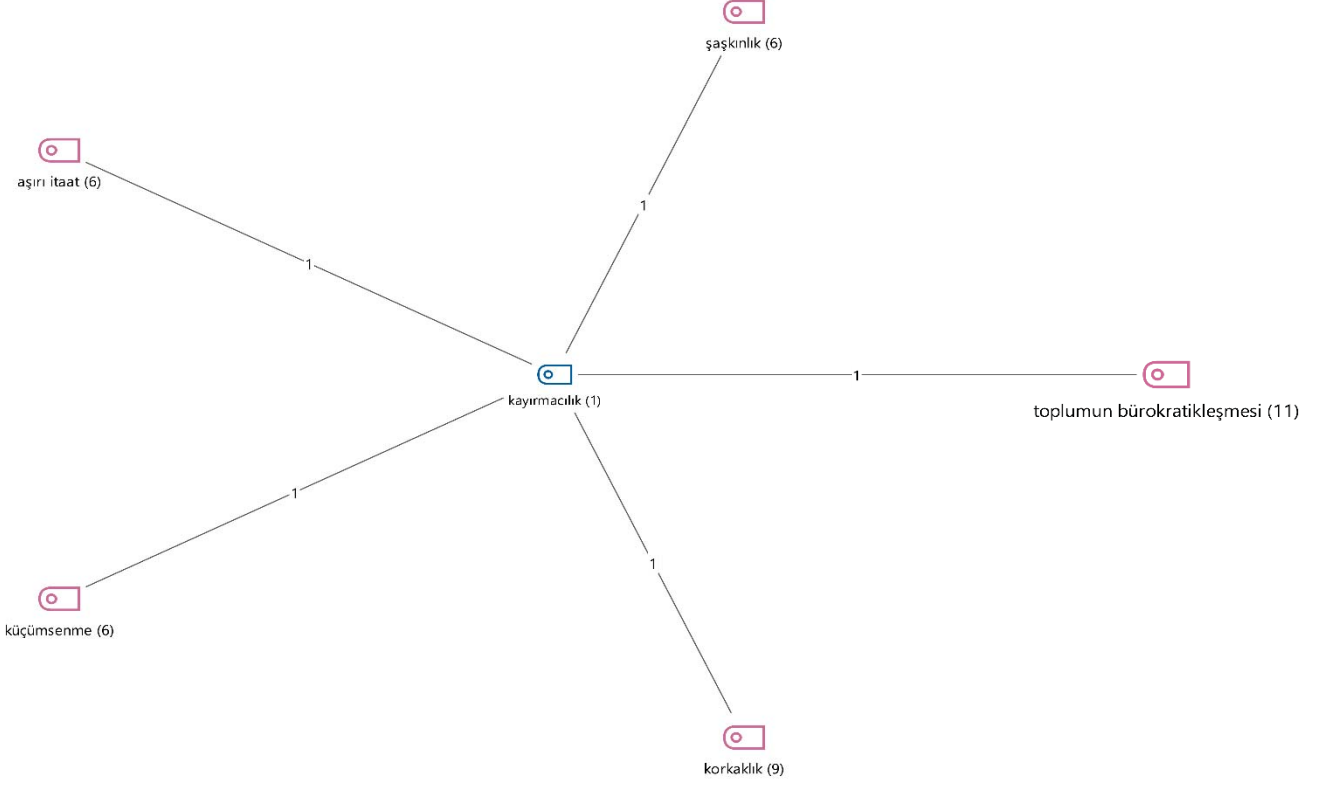 şaşkınlık (6)
aşırı itaat (6)
1
1
kayırmacılık (1)
1
toplumun bürokratikleşmesi (11)
1
1
küçümsenme (6)
korkaklık (9)